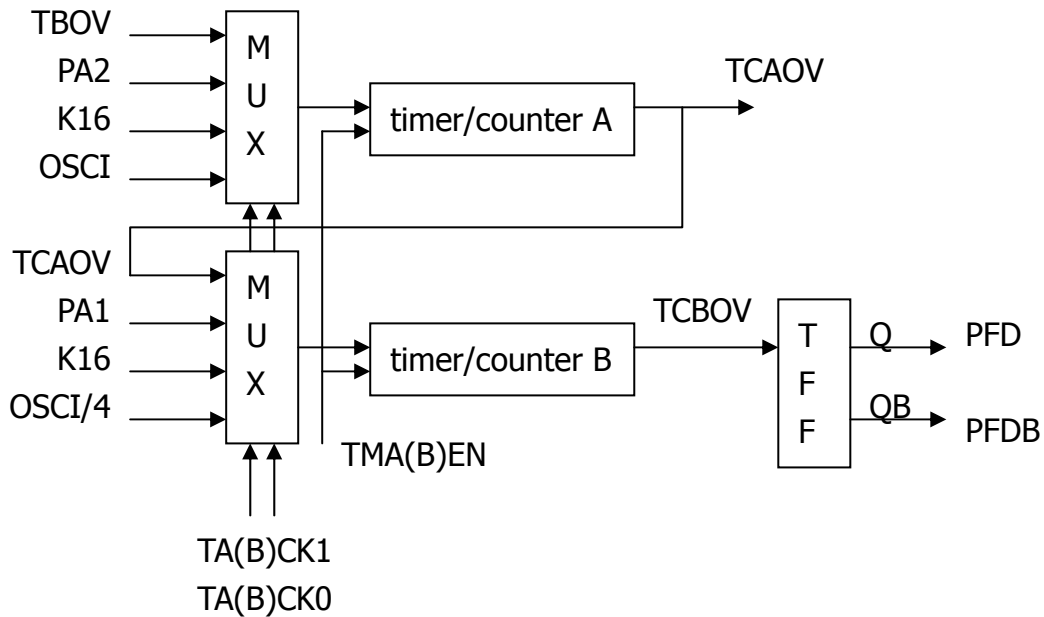 TBOV
PA2
K16
OSCI
M
U
X
timer/counter A
TCAOV
TCAOV
PA1
K16
OSCI/4
M
U
X
timer/counter B
TCBOV
T
F
F
Q
PFD
QB
PFDB
TMA(B)EN
TA(B)CK1
TA(B)CK0